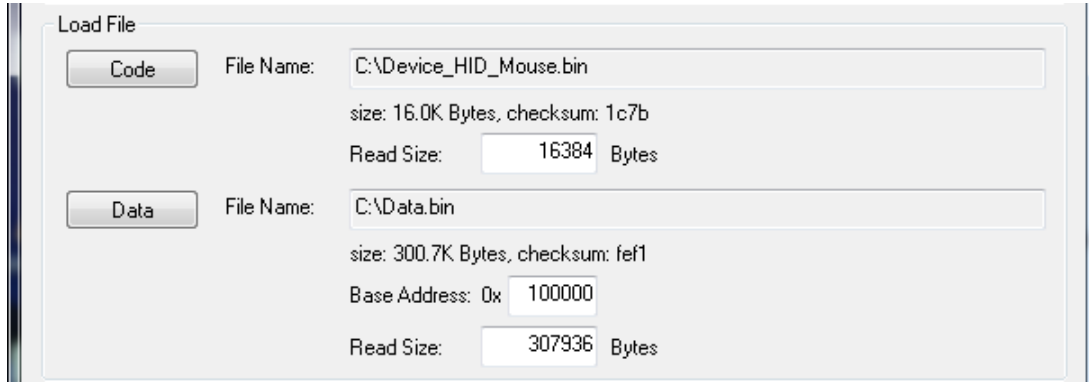 Load File
Code File Name: C:\Device_HID_Mouse.bin
size: 16.0K Bytes, checksum: 1c7b
Read Size: 16384 Bytes
Data File Name: C:\Data.bin
size: 300.7K Bytes, checksum: fef1
Base Address: 0x 100000
Read Size: 307936 Bytes